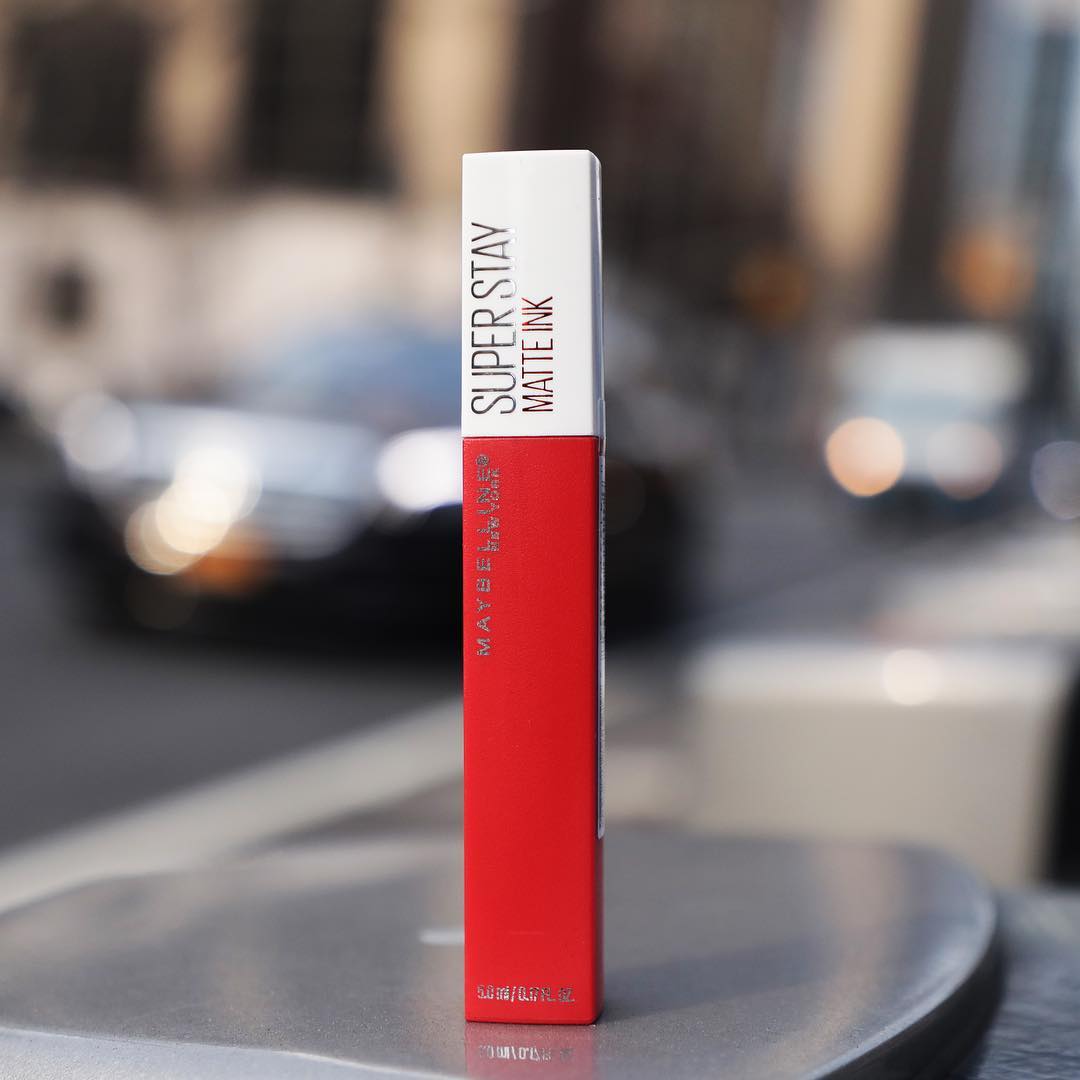 SUPER STAY
MATTE INK
MAYBELLINE®
NEW YORK
5.0 ml / 0.17 FL. OZ.